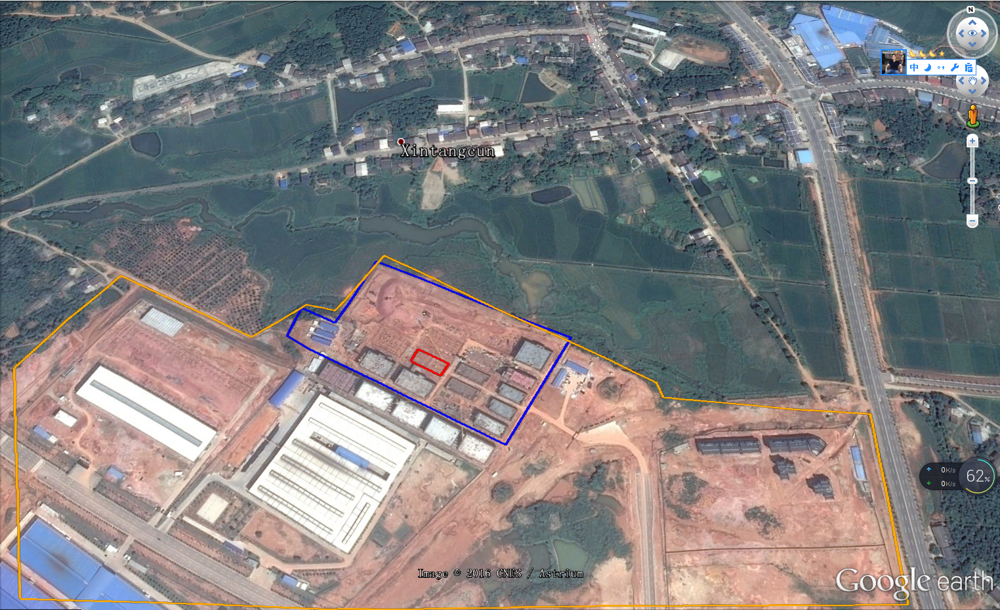 N
中
Xintangcun
0K/s
0K/s
62%
Image © 2016 CNES / Astrium
Google earth